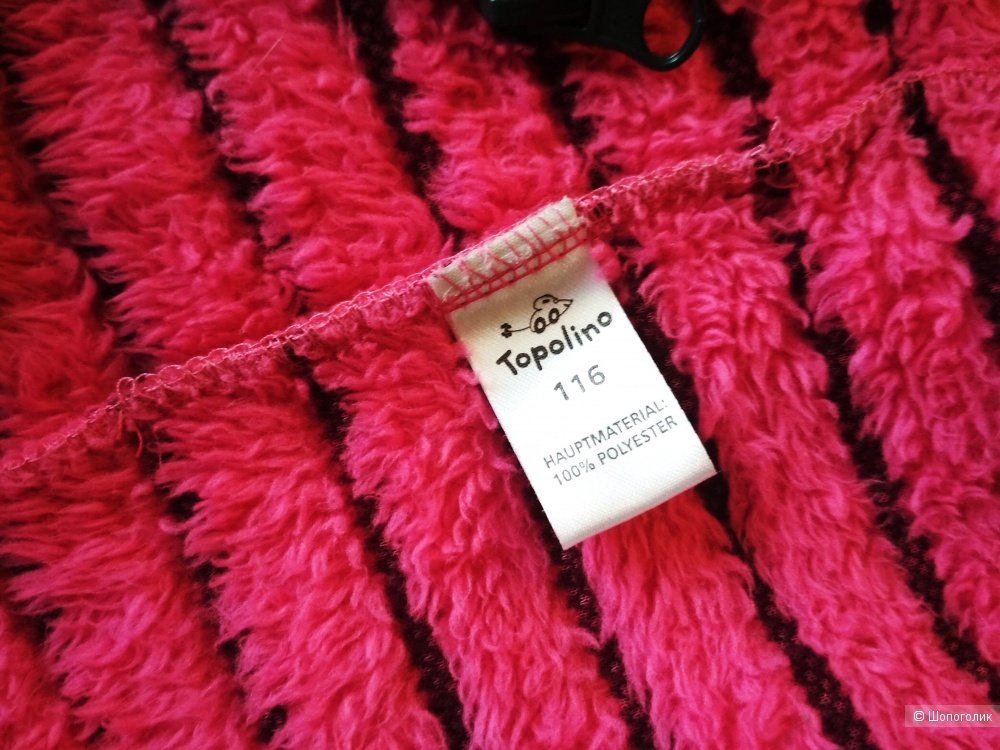 Topolino
116
HAUPTMATERIAL:
100% POLYESTER
© Шопоголик